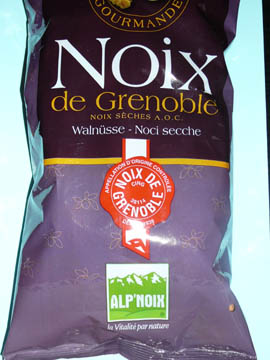 GOURMANDE
NOIX
de Grenoble
NOIX SÈCHES A.O.C.
Walnüsse - Noci secche
APPELLATION D'ORIGINE CONTRÔLÉE
NOIX DE
GRENOBLE
ALP'NOIX
la Vitalité par nature